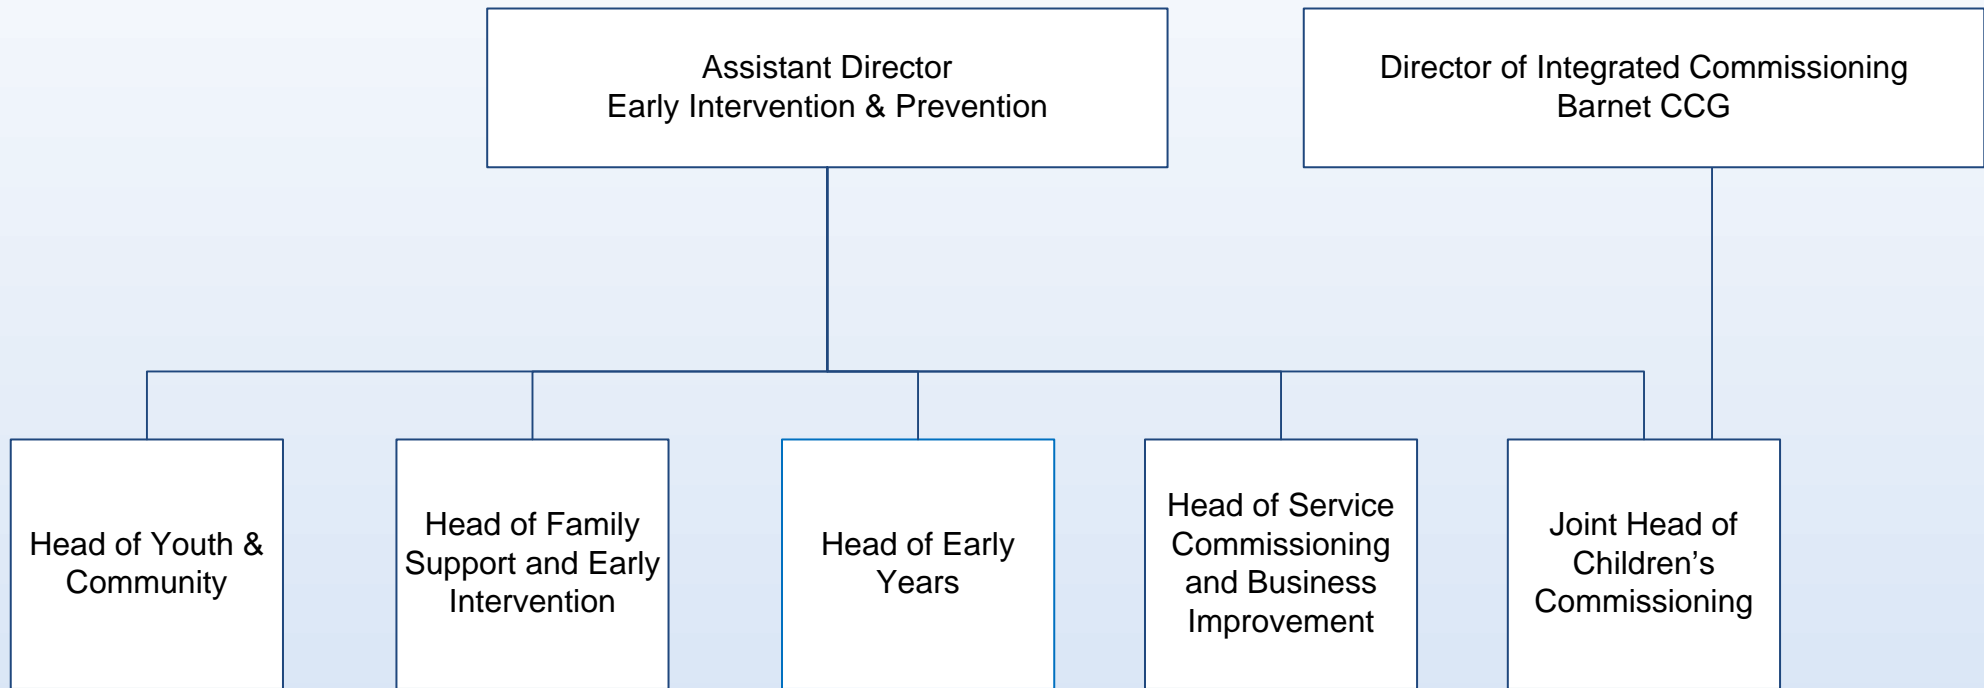 Assistant Director
Early Intervention & Prevention
Director of Integrated Commissioning
Barnet CCG
Head of Youth &
Community
Head of Family
Support and Early
Intervention
Head of Early
Years
Head of Service
Commissioning
and Business
Improvement
Joint Head of
Children’s
Commissioning